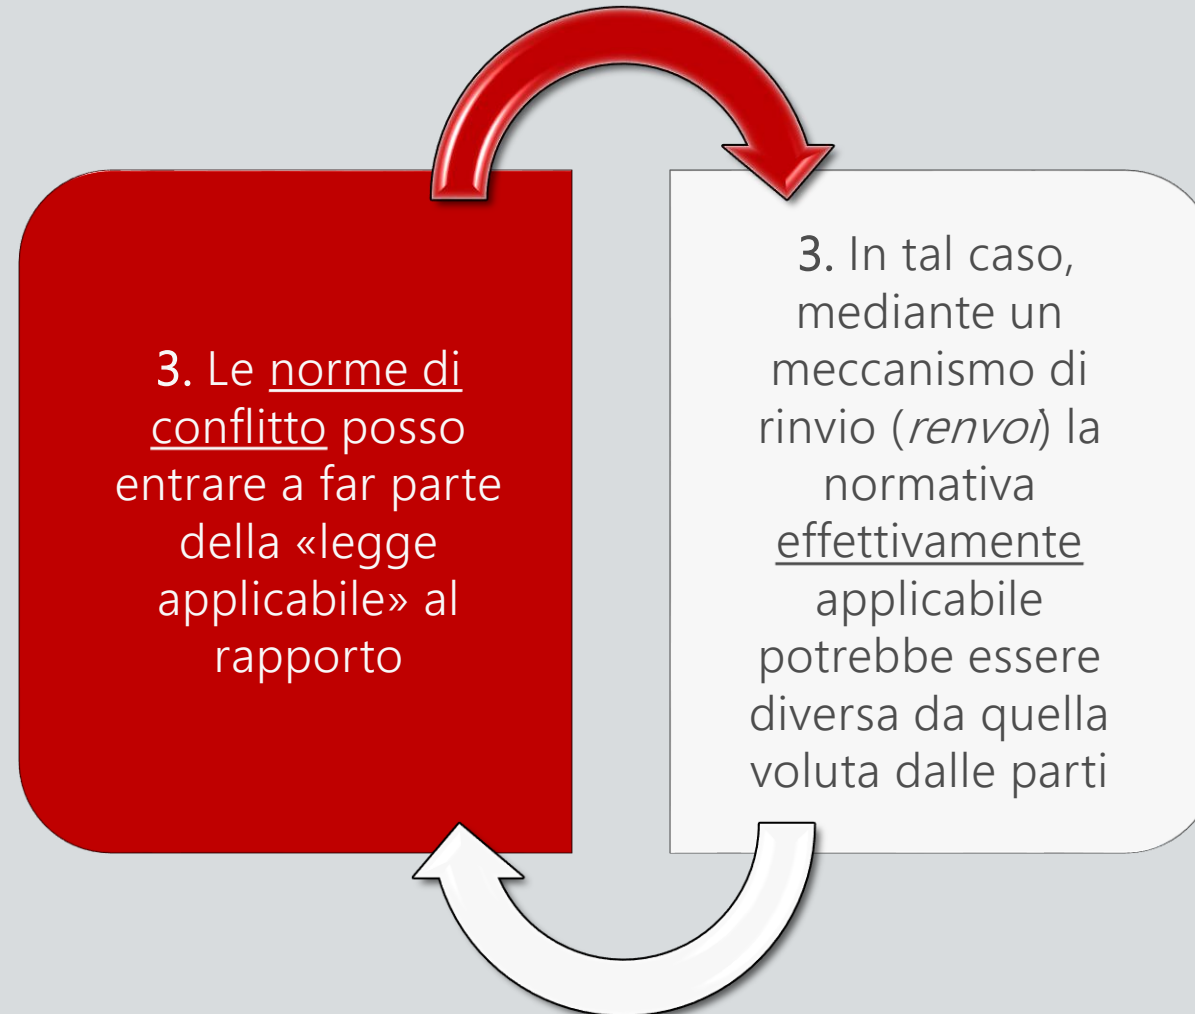 3. Le norme di
conflitto posso
entrare a far parte
della «legge
applicabile» al
rapporto
3. In tal caso,
mediante un
meccanismo di
rinvio (renvoi) la
normativa
effettivamente
applicabile
potrebbe essere
diversa da quella
voluta dalle parti